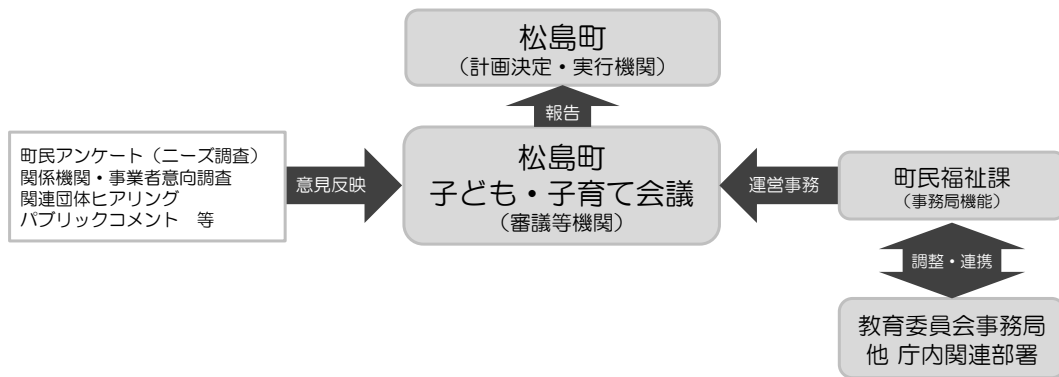 松島町
（計画決定・実行機関）
報告
町民アンケート（ニーズ調査）
関係機関・事業者意向調査
関連団体ヒアリング
パブリックコメント　等
意見反映
松島町
子ども・子育て会議
（審議等機関）
運営事務
町民福祉課
（事務局機能）
調整・連携
教育委員会事務局
他 庁内関連部署